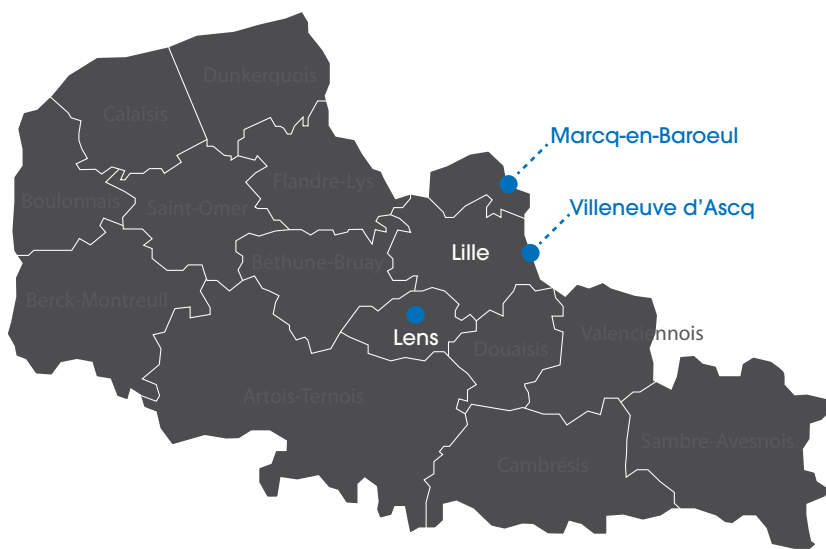 Dunkerquois
Calaisis
Marcq-en-Baroeul
Flandre-Lys
Boulonnais
Saint-Omer
Villeneuve d'Ascq
Lille
Béthune-Bruay
Berck-Montreuil
Lens
Valenciennois
Douaisis
Artois-Ternois
Sambre-Avesnois
Cambrésis